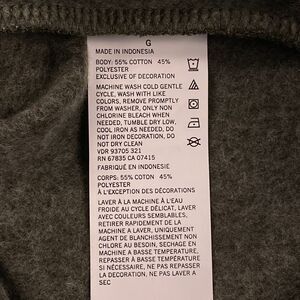 G
MADE IN INDONESIA
BODY: 55% COTTON 45%
POLYESTER
EXCLUSIVE OF DECORATION
MACHINE WASH COLD GENTLE
CYCLE, WASH WITH LIKE
COLORS, REMOVE PROMPTLY
FROM WASHER, ONLY NON
CHLORINE BLEACH WHEN
NEEDED, TUMBLE DRY LOW,
COOL IRON AS NEEDED, DO
NOT IRON DECORATION, DO
NOT DRY CLEAN
VDR 93705 321
RN 67835 CA 07415
FABRIQUÉ EN INDONÉSIE
CORPS: 55% COTON 45%
POLYESTER
À L'EXCEPTION DES DÉCORATIONS
LAVER À LA MACHINE À L'EAU
FROIDE AU CYCLE DÉLICAT, LAVER
AVEC COULEURS SEMBLABLES,
RETIRER RAPIDEMENT DE LA
MACHINE A LAVER, UNIQUEMENT
AGENT DE BLANCHISSEMENT NON
CHLORÉ AU BESOIN, SECHAGE EN
MACHINE À BASSE TEMPERATURE,
REPASSER À BASSE TEMPÉRATURE
SI NÉCESSAIRE, NE PAS REPASSER
LA DECORATION, NE PAS LAVER A
SEC